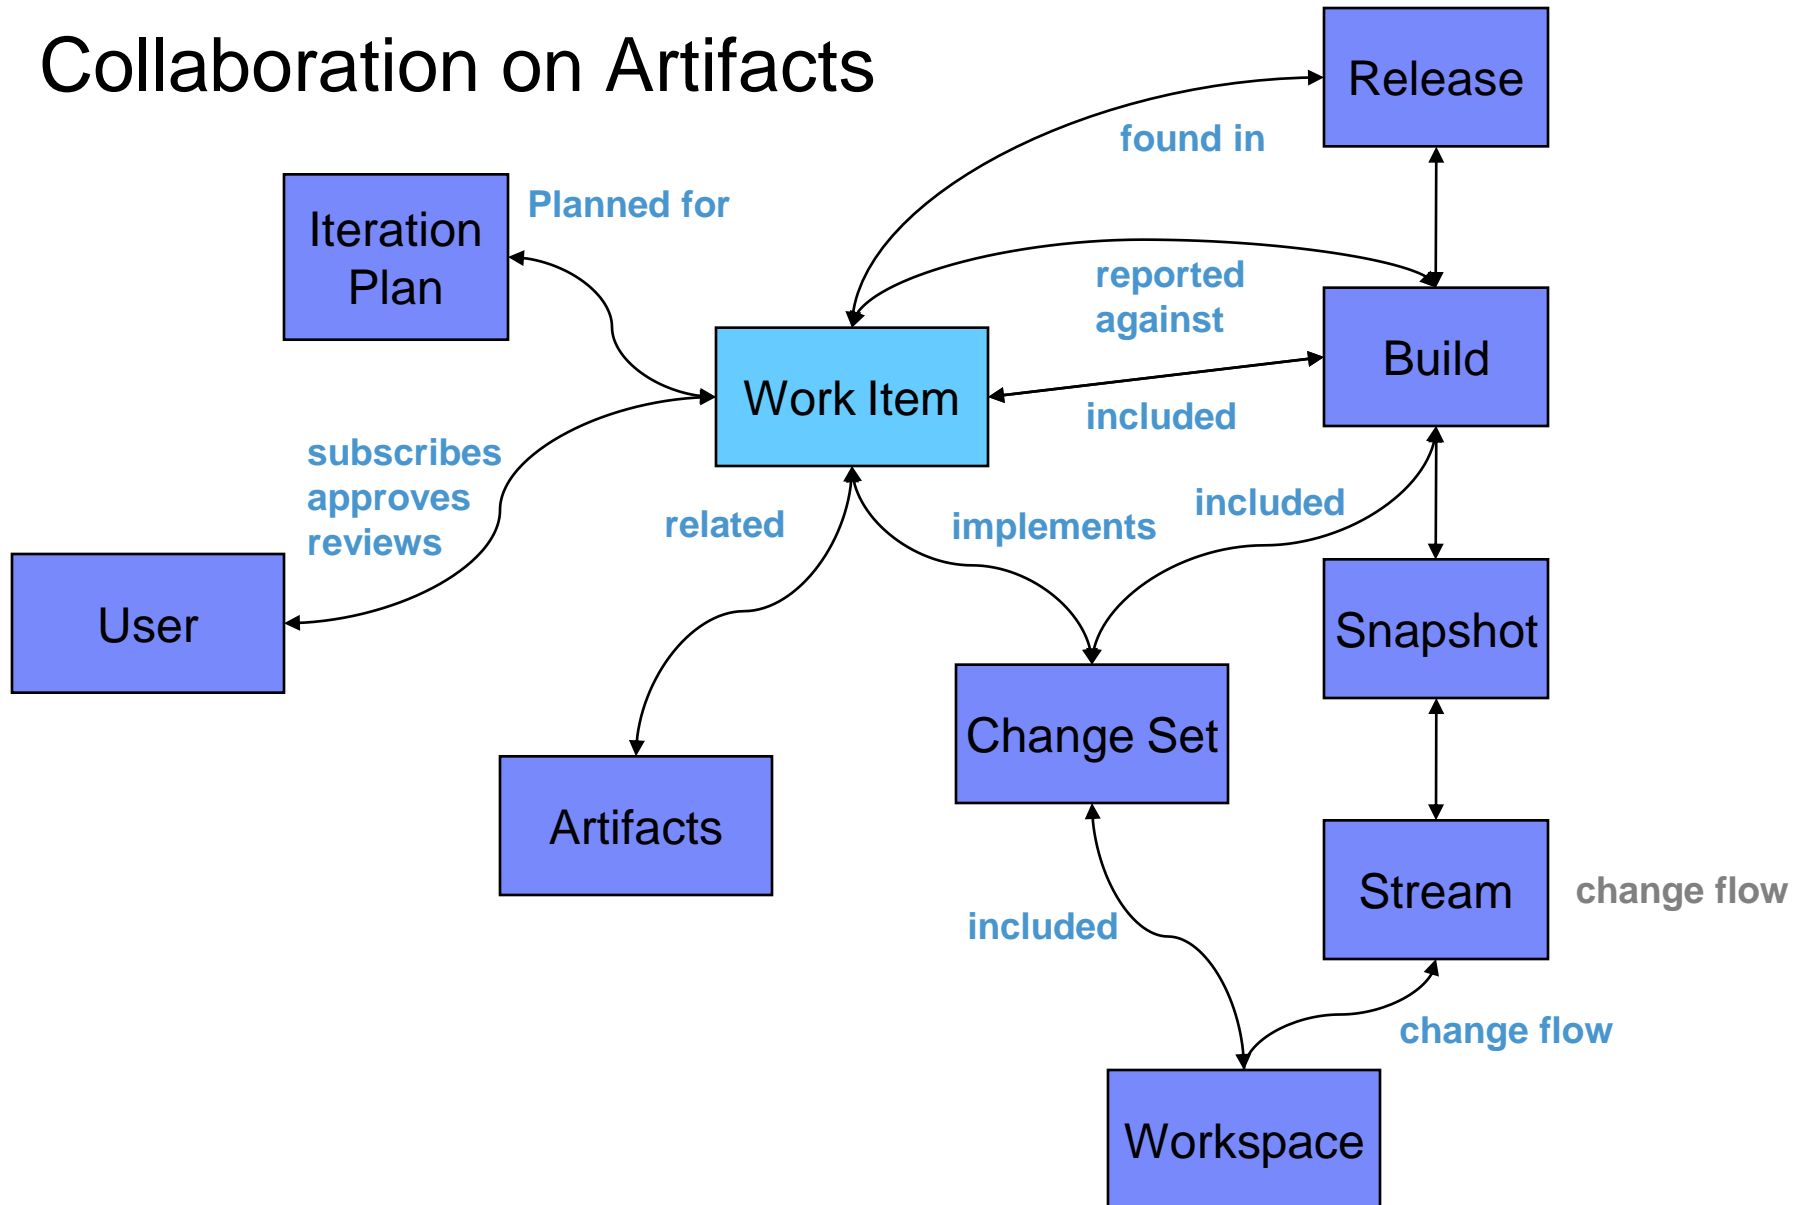 Collaboration on Artifacts
Release
found in
Iteration
Plan
Planned for
reported
against
Build
Work Item
included
subscribes
approves
reviews
related
implements
included
User
Snapshot
Change Set
Artifacts
Stream
change flow
included
change flow
Workspace